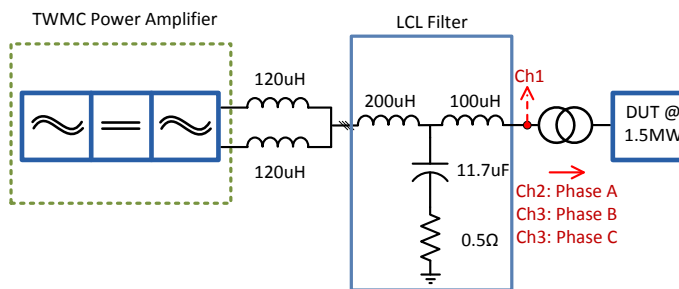 TWMC Power Amplifier
LCL Filter
120uH
120uH
200uH
100uH
11.7uF
0.5Ω
Ch1
DUT @
1.5MW
Ch2: Phase A
Ch3: Phase B
Ch3: Phase C